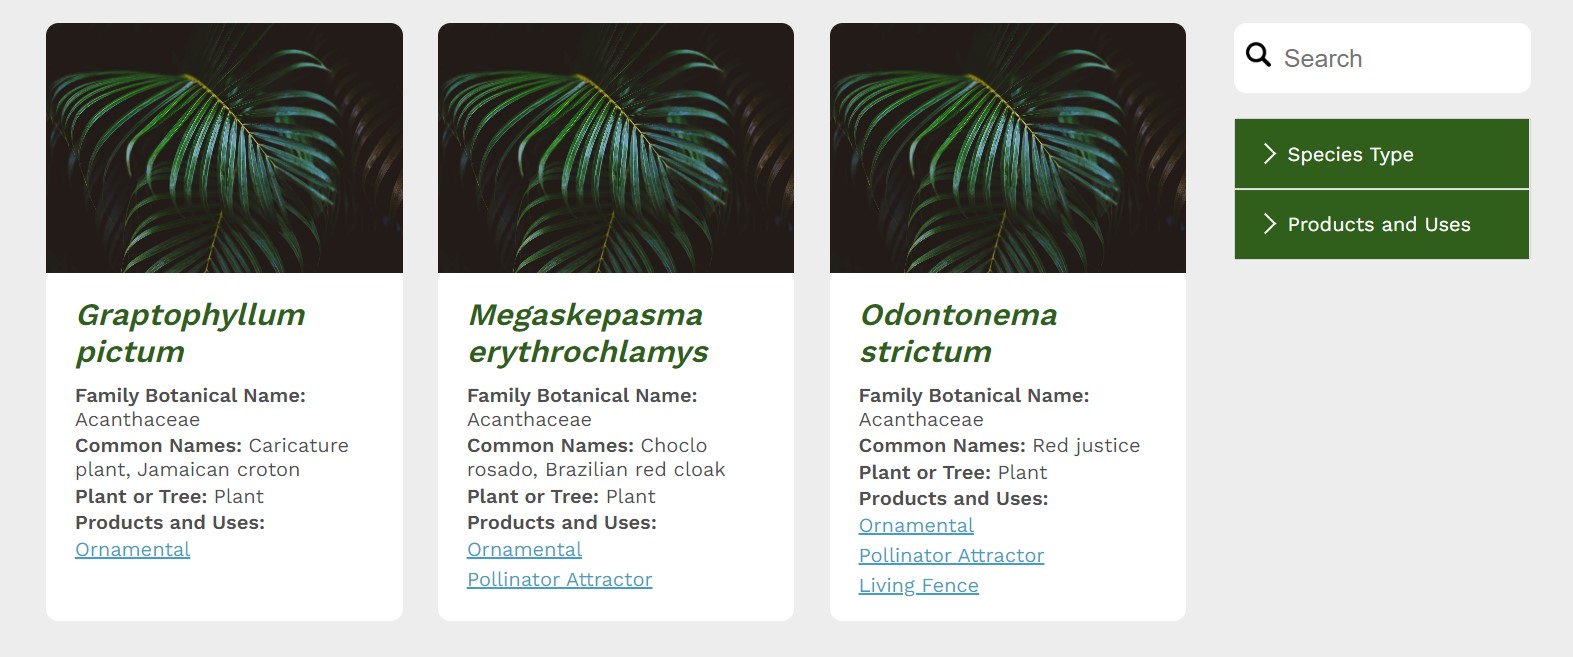 Graptophyllum
pictum
Family Botanical Name:
Acanthaceae
Common Names: Caricature
plant, Jamaican croton
Plant or Tree: Plant
Products and Uses:
Ornamental
Megaskepasma
erythrochlamys
Family Botanical Name:
Acanthaceae
Common Names: Choclo
rosado, Brazilian red cloak
Plant or Tree: Plant
Products and Uses:
Ornamental
Pollinator Attractor
Odontonema
strictum
Family Botanical Name:
Acanthaceae
Common Names: Red justice
Plant or Tree: Plant
Products and Uses:
Ornamental
Pollinator Attractor
Living Fence
Search
Species Type
Products and Uses